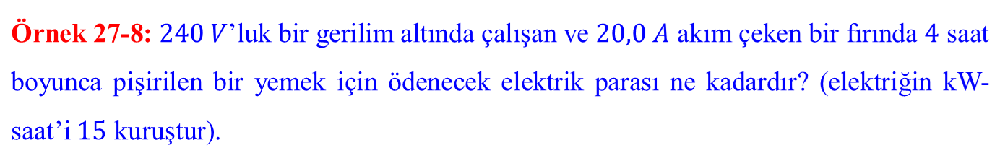 Örnek 27-8: 240 V’luk bir gerilim altında çalışan ve 20,0 A akım çeken bir fırında 4 saat
boyunca pişirilen bir yemek için ödenecek elektrik parası ne kadardır? (elektriğin kW-
saat’i 15 kuruştur).